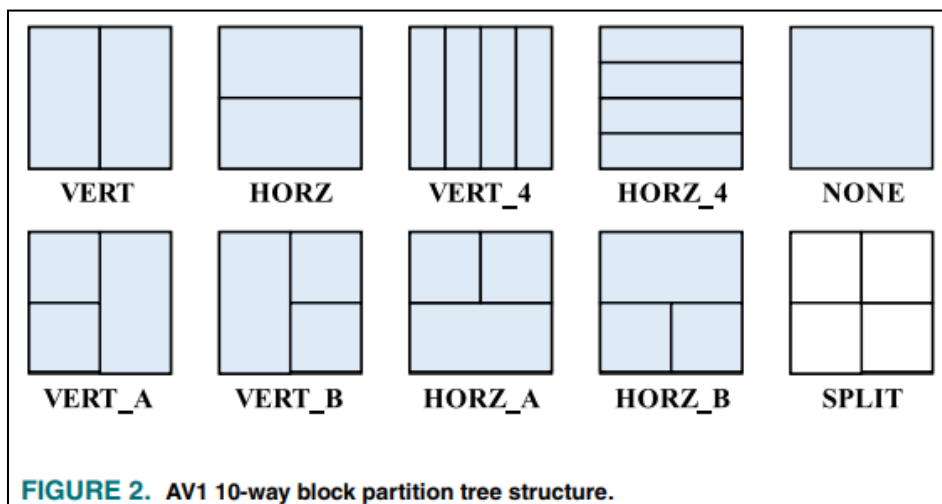 VERT HORZ VERT_4 HORZ_4 NONE
VERT_A VERT_B HORZ_A HORZ_B SPLIT
FIGURE 2. AV1 10-way block partition tree structure.